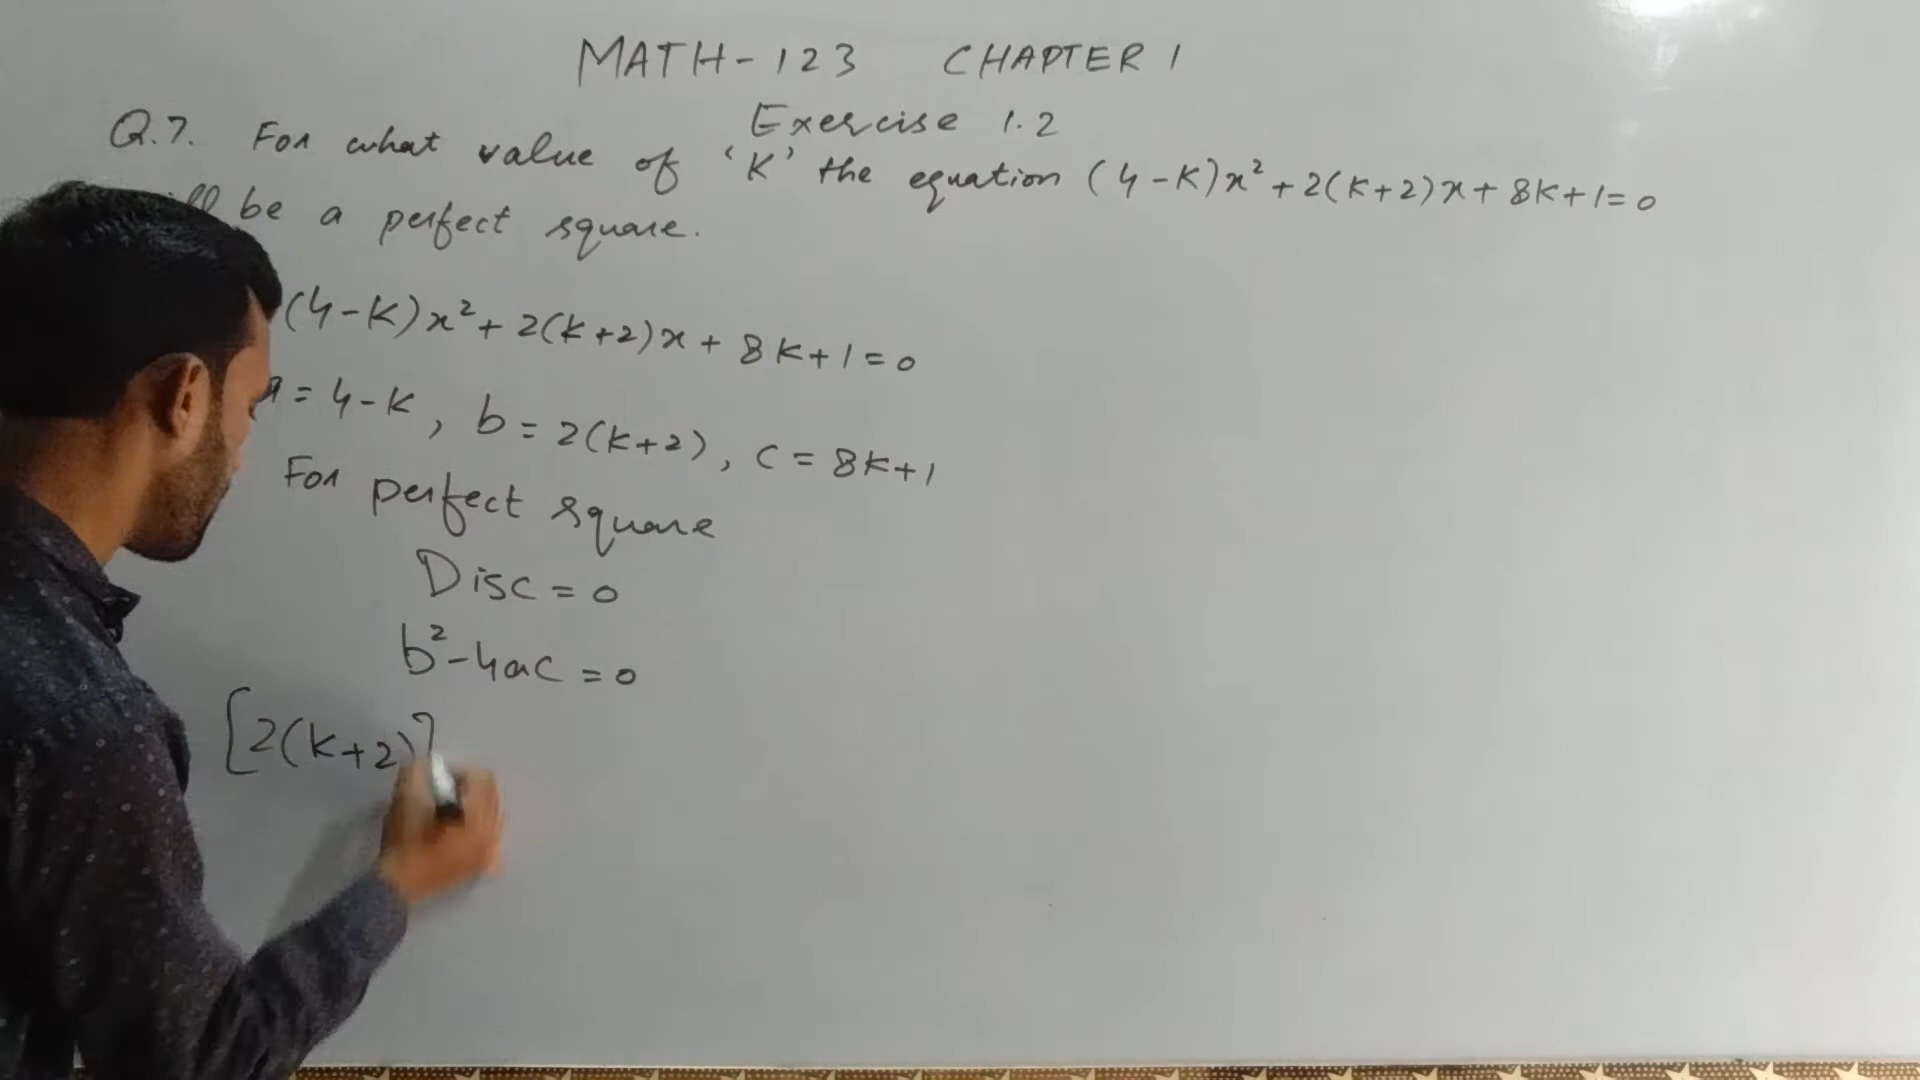 MATH-123 CHAPTER 1
Exercise 1.2
Q.7. For what value of 'K' the equation (4-K)x²+2(K+2)x+8K+1=0
be a perfect square.
(4-K)x²+2(K+2)x+8K+1=0
=4-K, b=2(K+2), c=8K+1
For perfect square
Disc=0
b²-4ac=0
[2(K+2)]